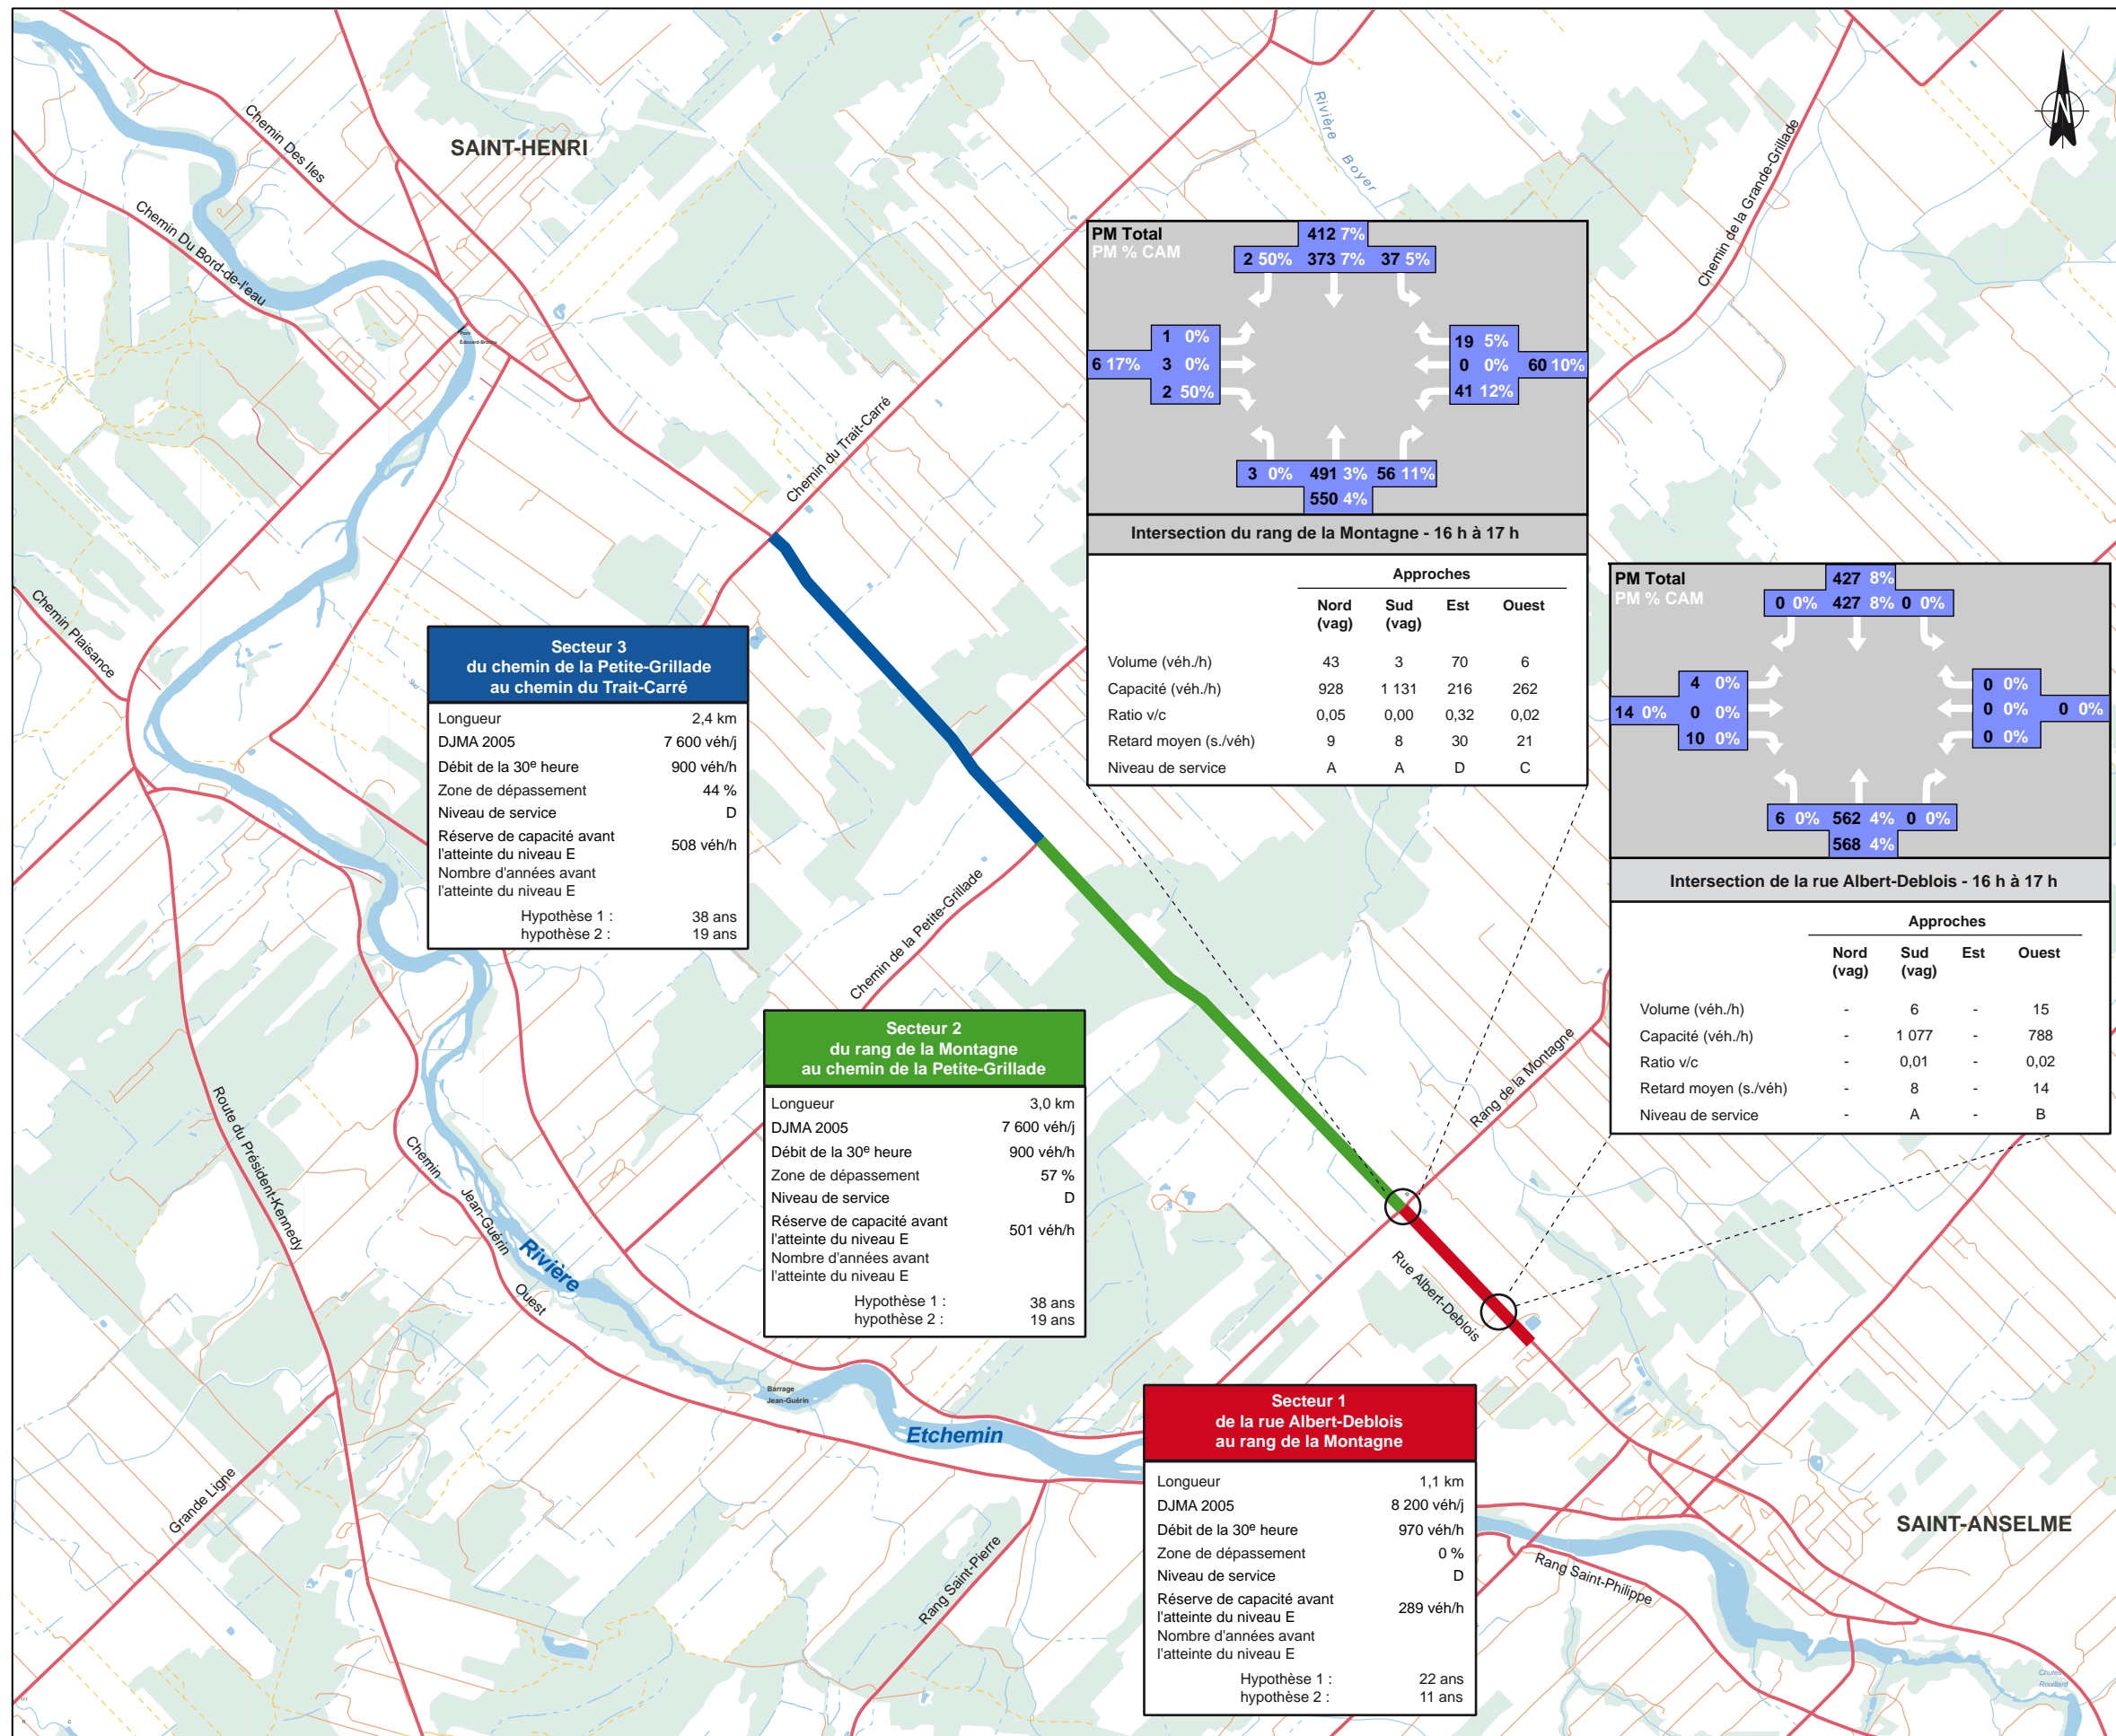 SAINT-HENRI
Chemin Des Iles
Chemin Du Bord-de-l'eau
Pont
Édouard-Brochu
Rivière Boyer
Chemin de la Grande-Grillade
N
Chemin du Trait-Carré
Chemin Plaisance
Sud
PM Total
PM % CAM
412 7%
2 50% 373 7% 37 5%
1 0%
6 17% 3 0%
2 50%
19 5%
0 0% 60 10%
41 12%
3 0% 491 3% 56 11%
550 4%
Intersection du rang de la Montagne - 16 h à 17 h
Approches
Nord (vag) Sud (vag) Est Ouest
Volume (véh./h) 43 3 70 6
Capacité (véh./h) 928 1 131 216 262
Ratio v/c 0,05 0,00 0,32 0,02
Retard moyen (s./véh) 9 8 30 21
Niveau de service A A D C
PM Total
PM % CAM
427 8%
0 0% 427 8% 0 0%
4 0%
14 0% 0 0%
10 0%
0 0%
0 0% 0 0%
0 0%
6 0% 562 4% 0 0%
568 4%
Intersection de la rue Albert-Deblois - 16 h à 17 h
Approches
Nord (vag) Sud (vag) Est Ouest
Volume (véh./h) - 6 - 15
Capacité (véh./h) - 1 077 - 788
Ratio v/c - 0,01 - 0,02
Retard moyen (s./véh) - 8 - 14
Niveau de service - A - B
Secteur 3
du chemin de la Petite-Grillade
au chemin du Trait-Carré
Longueur 2,4 km
DJMA 2005 7 600 véh/j
Débit de la 30e heure 900 véh/h
Zone de dépassement 44 %
Niveau de service D
Réserve de capacité avant
l'atteinte du niveau E 508 véh/h
Nombre d'années avant
l'atteinte du niveau E
Hypothèse 1 : 38 ans
hypothèse 2 : 19 ans
Chemin de la Petite-Grillade
Secteur 2
du rang de la Montagne
au chemin de la Petite-Grillade
Longueur 3,0 km
DJMA 2005 7 600 véh/j
Débit de la 30e heure 900 véh/h
Zone de dépassement 57 %
Niveau de service D
Réserve de capacité avant
l'atteinte du niveau E 501 véh/h
Nombre d'années avant
l'atteinte du niveau E
Hypothèse 1 : 38 ans
hypothèse 2 : 19 ans
Rang de la Montagne
Rue Albert-Deblois
Route du Président-Kennedy
Chemin Jean-Guérin Ouest
Rivière
Etchemin
Barrage
Jean-Guérin
Secteur 1
de la rue Albert-Deblois
au rang de la Montagne
Longueur 1,1 km
DJMA 2005 8 200 véh/j
Débit de la 30e heure 970 véh/h
Zone de dépassement 0 %
Niveau de service D
Réserve de capacité avant
l'atteinte du niveau E 289 véh/h
Nombre d'années avant
l'atteinte du niveau E
Hypothèse 1 : 22 ans
hypothèse 2 : 11 ans
Grande Ligne
Rang Saint-Pierre
SAINT-ANSELME
Rang Saint-Philippe
Chutes
Rouillard